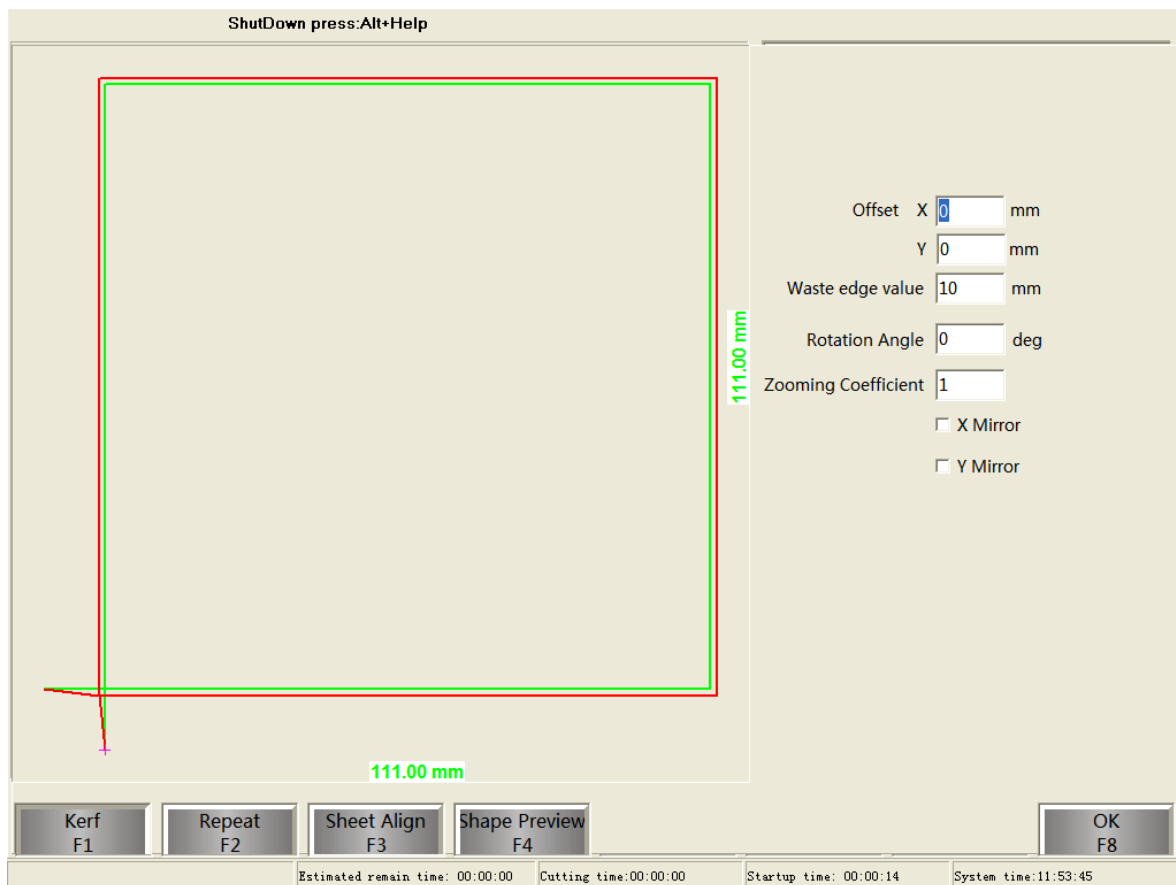 ShutDown press:Alt+Help
Offset X 0 mm
Y 0 mm
Waste edge value 10 mm
111.00 mm
Rotation Angle 0 deg
Zooming Coefficient 1
X Mirror
Y Mirror
111.00 mm
Kerf
F1
Repeat
F2
Sheet Align
F3
Shape Preview
F4
OK
F8
Estimated remain time: 00:00:00 Cutting time:00:00:00 Startup time: 00:00:14 System time:11:53:45